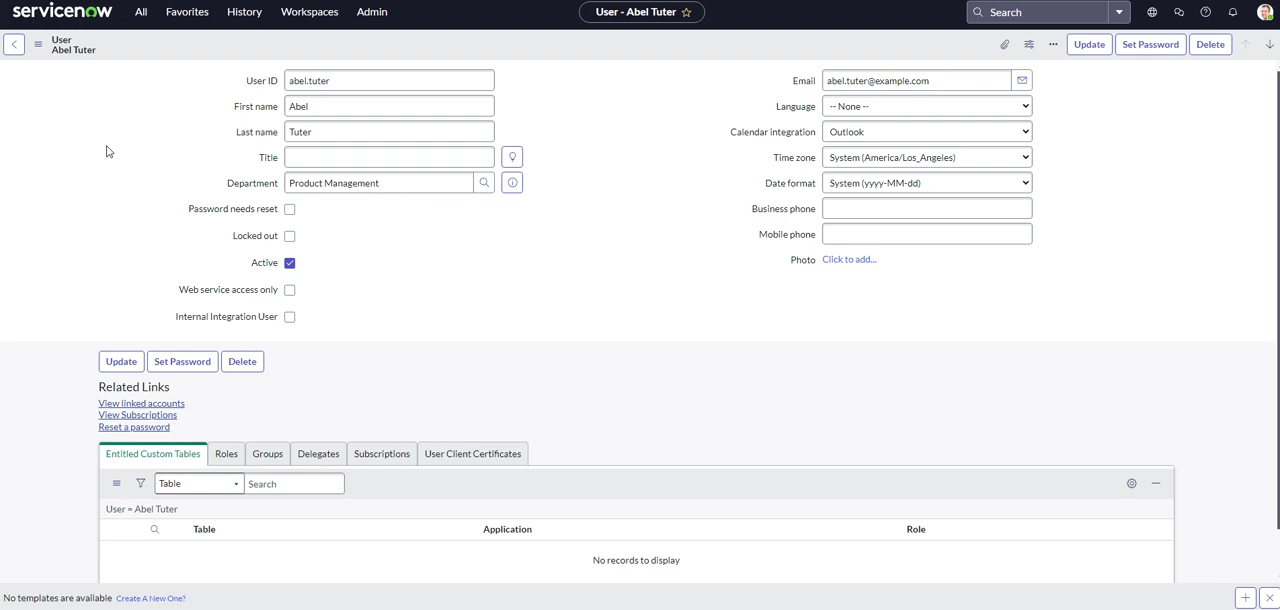 servicenow All Favorites History Workspaces Admin User - Abel Tuter Search
User
Abel Tuter
Update Set Password Delete
User ID abel.tuter
First name Abel
Last name Tuter
Title
Department Product Management
Password needs reset
Locked out
Active
Web service access only
Internal Integration User
Email abel.tuter@example.com
Language -- None --
Calendar integration Outlook
Time zone System (America/Los_Angeles)
Date format System (yyyy-MM-dd)
Business phone
Mobile phone
Photo Click to add...
Update Set Password Delete
Related Links
View linked accounts
View Subscriptions
Reset a password
Entitled Custom Tables Roles Groups Delegates Subscriptions User Client Certificates
Table Search
User = Abel Tuter
Table Application Role
No records to display
No templates are available Create A New One?